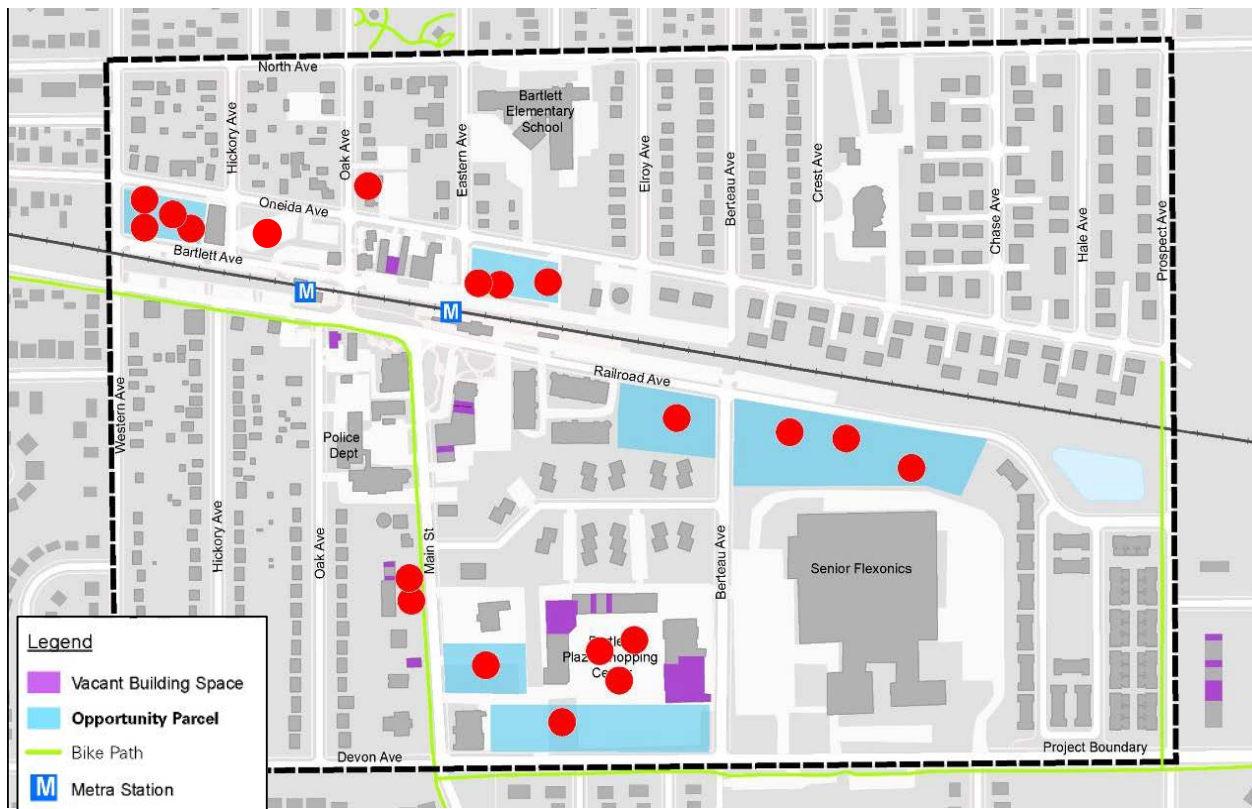 North Ave
Bartlett
Elementary
School
Hickory Ave
Oak Ave
Eastern Ave
Elroy Ave
Berteau Ave
Crest Ave
Chase Ave
Hale Ave
Prospect Ave
Oneida Ave
Bartlett Ave
M
M
Railroad Ave
Western Ave
Police
Dept
Hickory Ave
Oak Ave
Main St
Berteau Ave
Senior Flexonics
Plaza Shopping
Devon Ave
Project Boundary
Legend
Vacant Building Space
Opportunity Parcel
Bike Path
M Metra Station